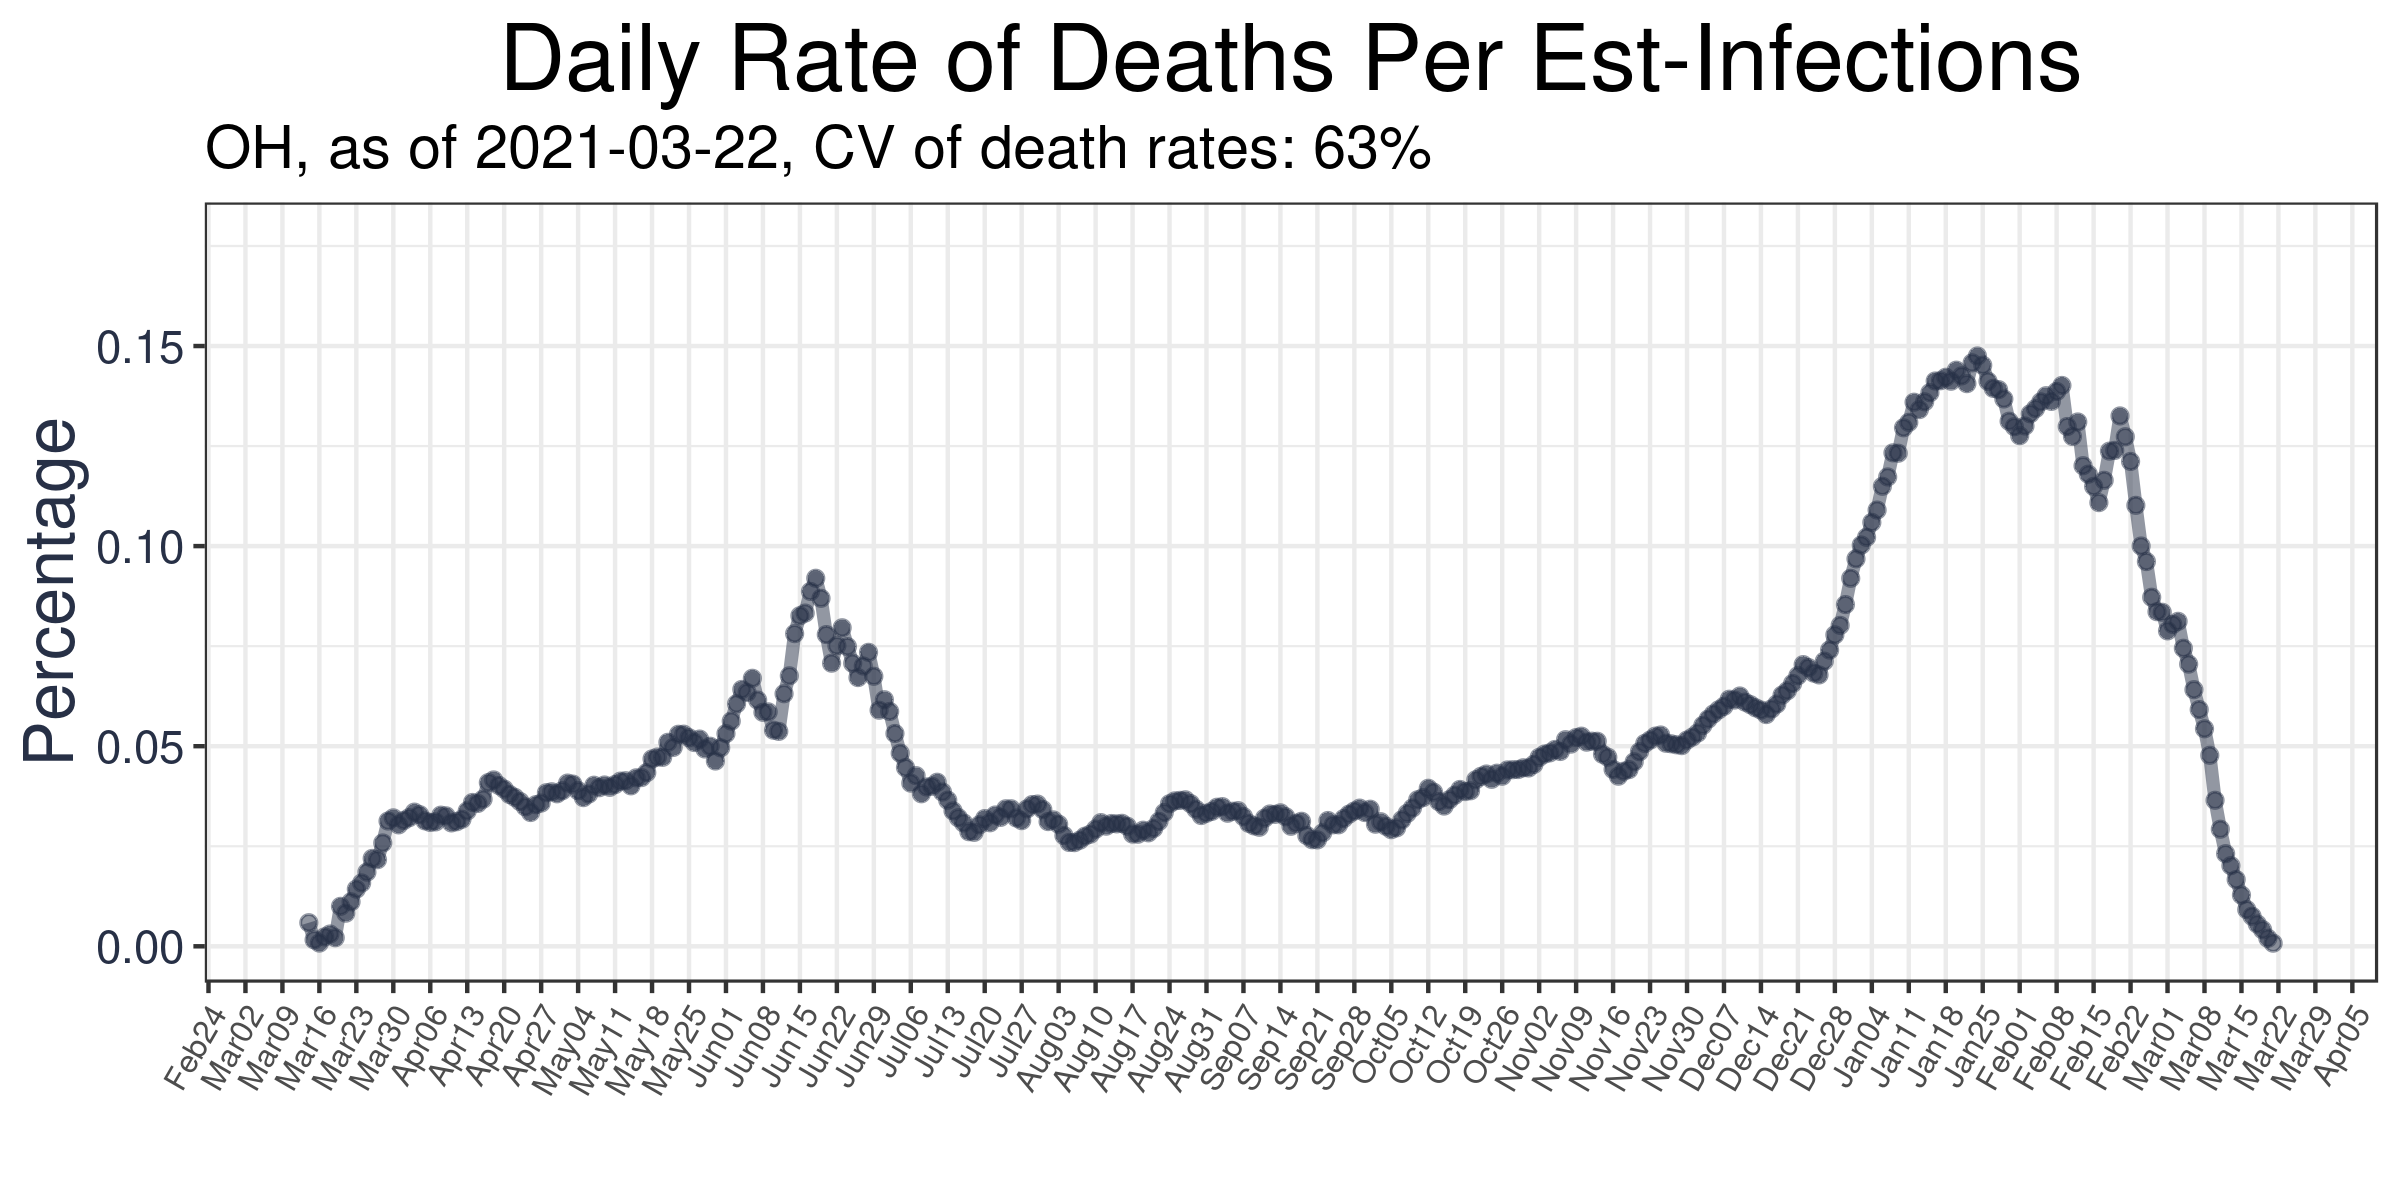 Daily Rate of Deaths Per Est-Infections
OH, as of 2021-03-22, CV of death rates: 63%
Percentage
0.15
0.10
0.05
0.00
Feb24
Mar02
Mar09
Mar16
Mar23
Mar30
Apr06
Apr13
Apr20
Apr27
May04
May11
May18
May25
Jun01
Jun08
Jun15
Jun22
Jun29
Jul06
Jul13
Jul20
Jul27
Aug03
Aug10
Aug17
Aug24
Aug31
Sep07
Sep14
Sep21
Sep28
Oct05
Oct12
Oct19
Oct26
Nov02
Nov09
Nov16
Nov23
Nov30
Dec07
Dec14
Dec21
Dec28
Jan04
Jan11
Jan18
Jan25
Feb01
Feb08
Feb15
Feb22
Mar01
Mar08
Mar15
Mar22
Mar29
Apr05